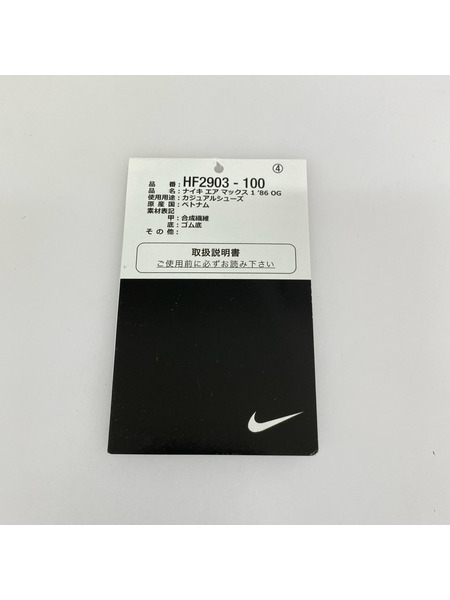 ④
品 番：HF2903 - 100
品 名：ナイキ エア マックス 1 '86 OG
使用用途：カジュアルシューズ
原 産 国：ベトナム
素材表記
甲：合成繊維
底：ゴム底
そ の 他：
取扱説明書
ご使用前に必ずお読み下さい